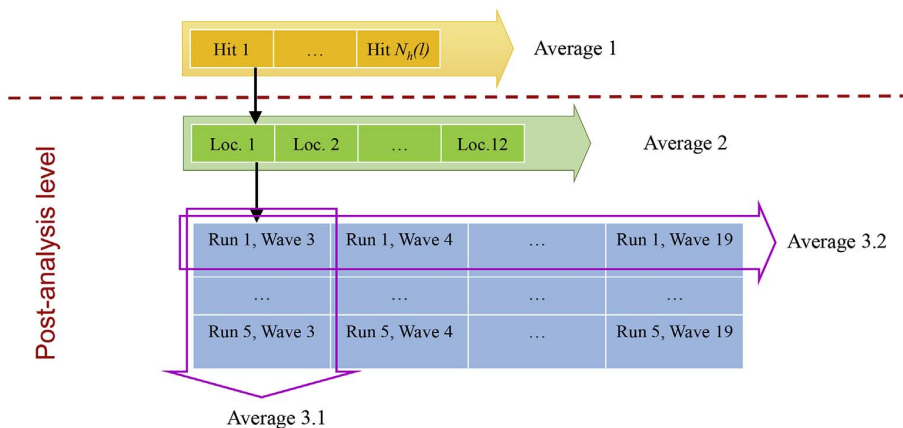 Hit 1 … Hit N_h(l) Average 1
Loc. 1 Loc. 2 … Loc.12 Average 2
Post-analysis level
Run 1, Wave 3 Run 1, Wave 4 … Run 1, Wave 19 Average 3.2
… … … …
Run 5, Wave 3 Run 5, Wave 4 … Run 5, Wave 19
Average 3.1